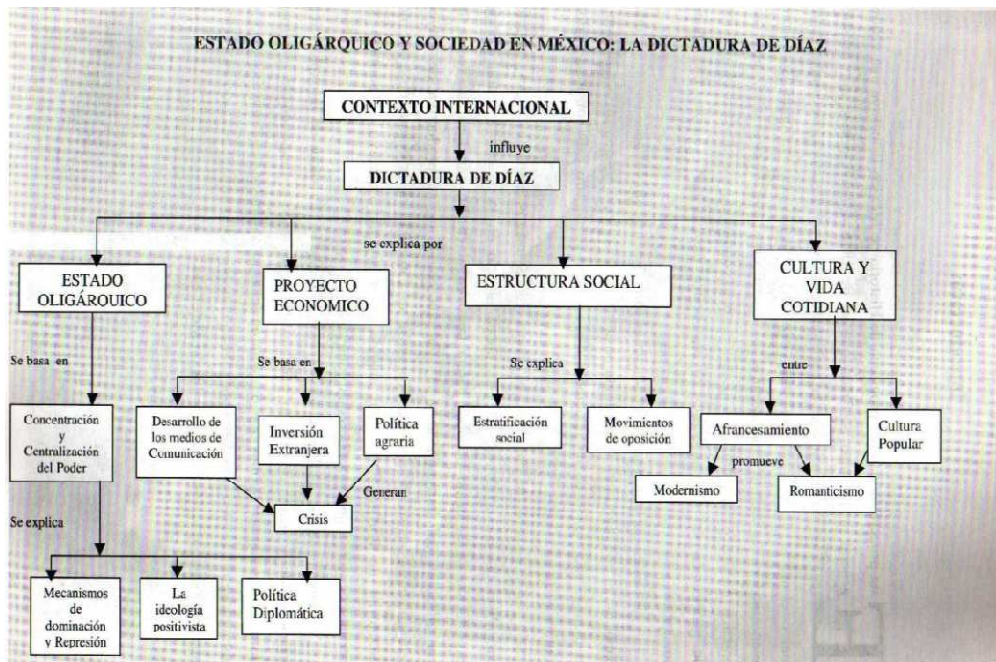 ESTADO OLIGÁRQUICO Y SOCIEDAD EN MÉXICO: LA DICTADURA DE DÍAZ
CONTEXTO INTERNACIONAL
influye
DICTADURA DE DÍAZ
se explica por
ESTADO
OLIGÁRQUICO
PROYECTO
ECONOMICO
ESTRUCTURA SOCIAL
CULTURA Y
VIDA
COTIDIANA
Se basa en
Se basa en
Se explica
entre
Concentración
y
Centralización
del Poder
Desarrollo de
los medios de
Comunicación
Inversión
Extranjera
Política
agraria
Estratificación
social
Movimientos
de oposición
Afrancesamiento
Cultura
Popular
promueve
Modernismo
Romanticismo
Generan
Crisis
Se explica
Mecanismos
de
dominación
y Represión
La
ideología
positivista
Política
Diplomática